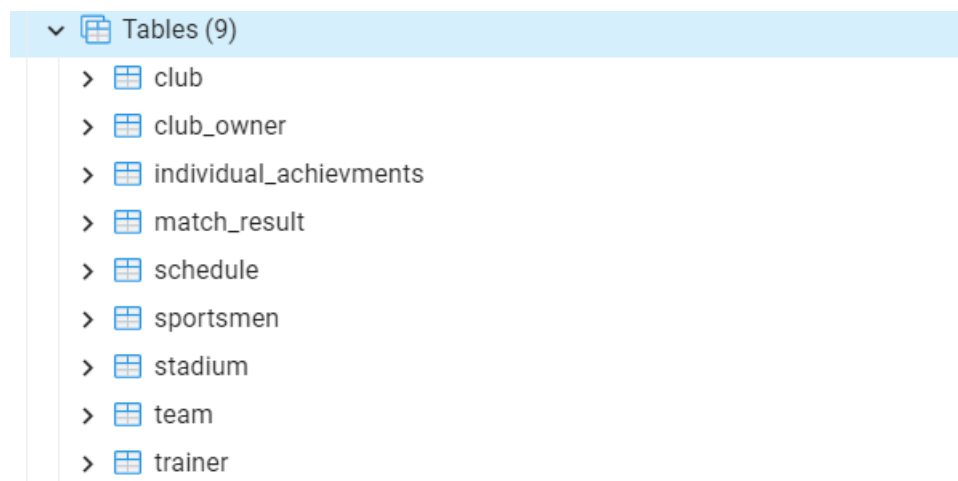 Tables (9)
club
club_owner
individual_achievments
match_result
schedule
sportsmen
stadium
team
trainer